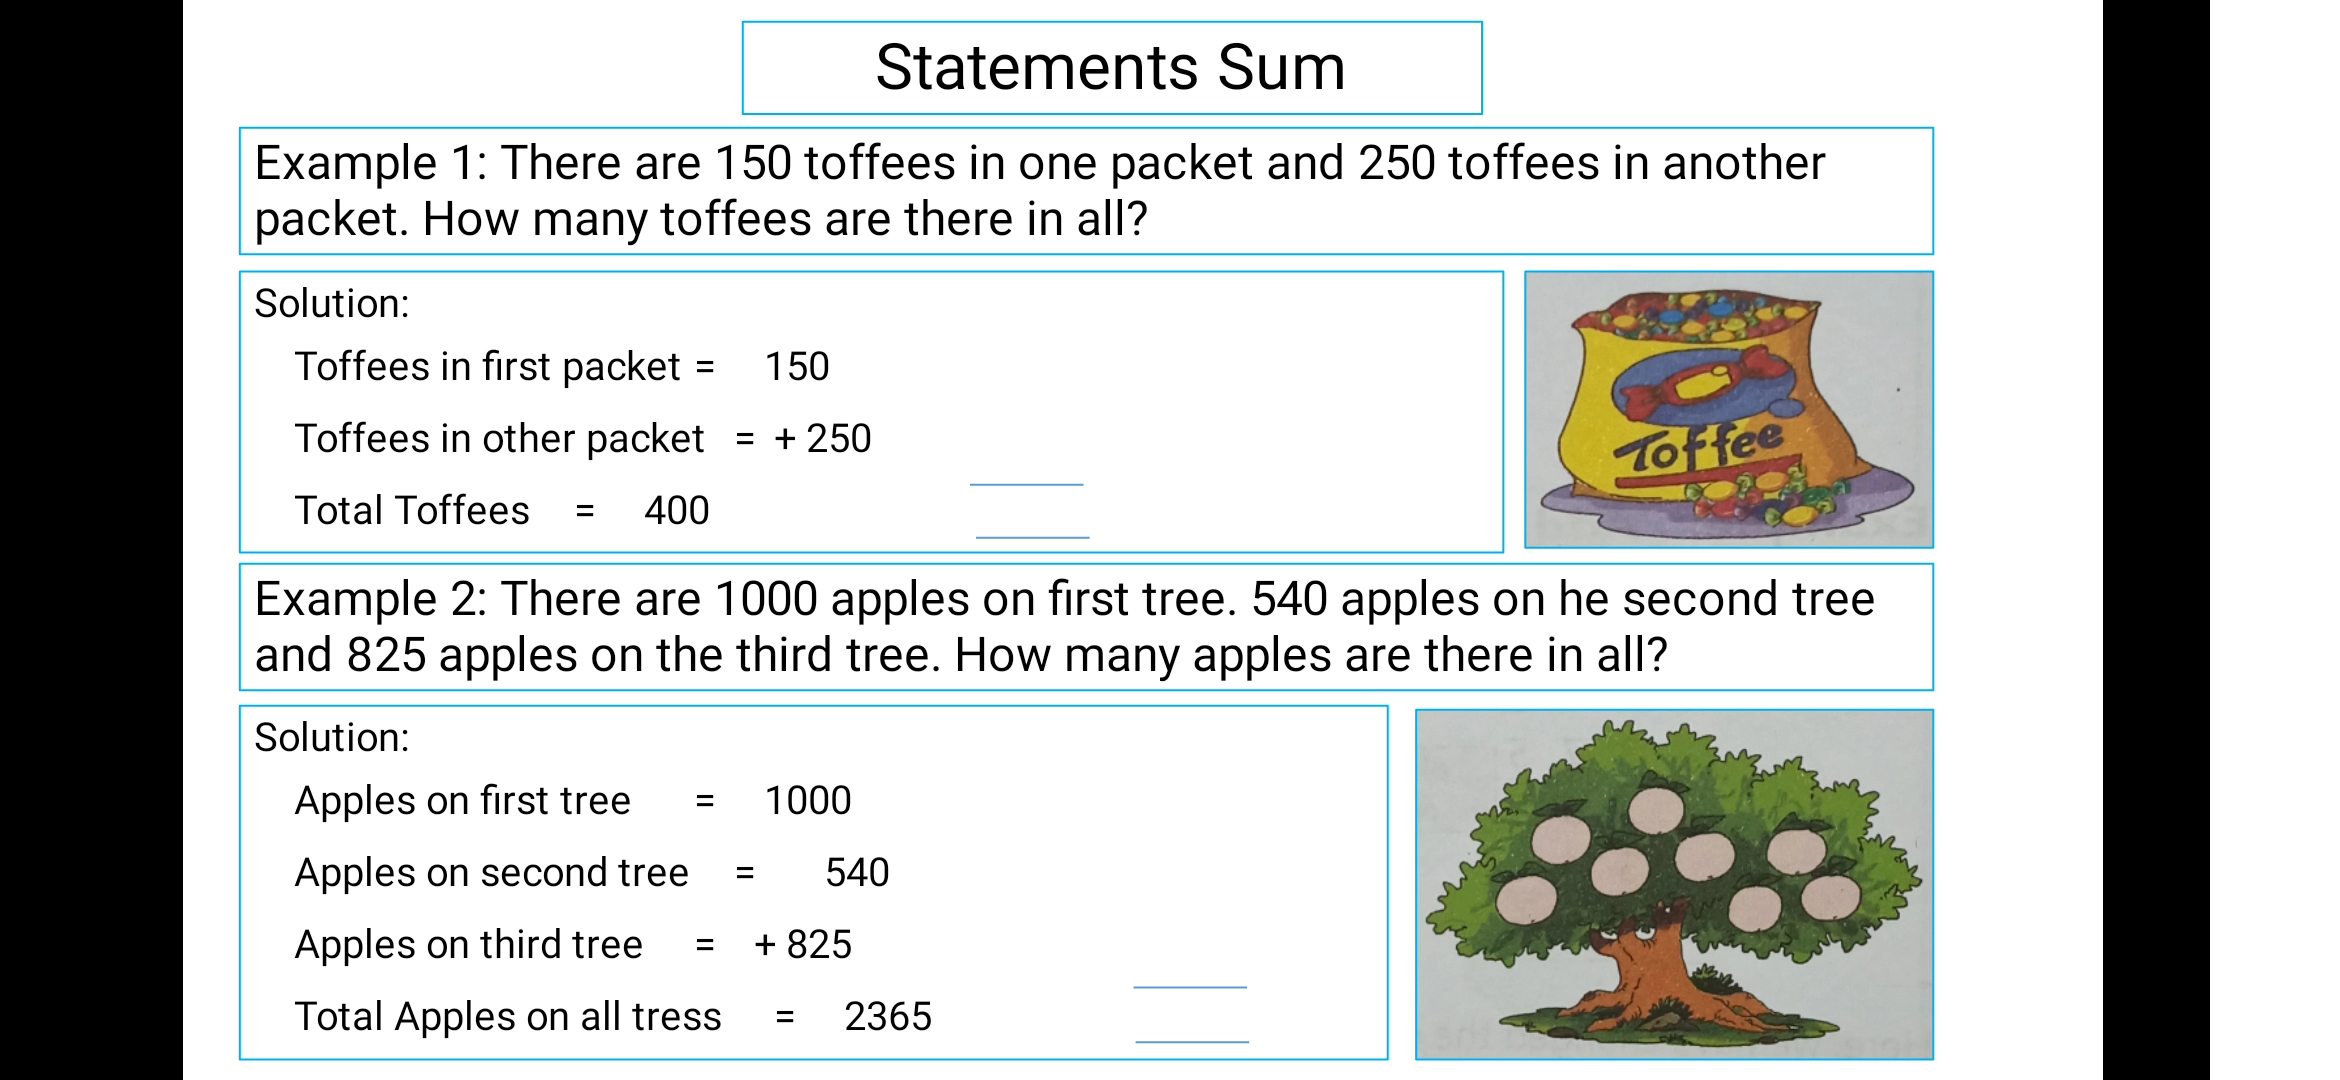 Statements Sum
Example 1: There are 150 toffees in one packet and 250 toffees in another
packet. How many toffees are there in all?
Solution:
Toffees in first packet = 150
Toffees in other packet = + 250
Total Toffees = 400
Toffee
Example 2: There are 1000 apples on first tree. 540 apples on he second tree
and 825 apples on the third tree. How many apples are there in all?
Solution:
Apples on first tree = 1000
Apples on second tree = 540
Apples on third tree = + 825
Total Apples on all tress = 2365